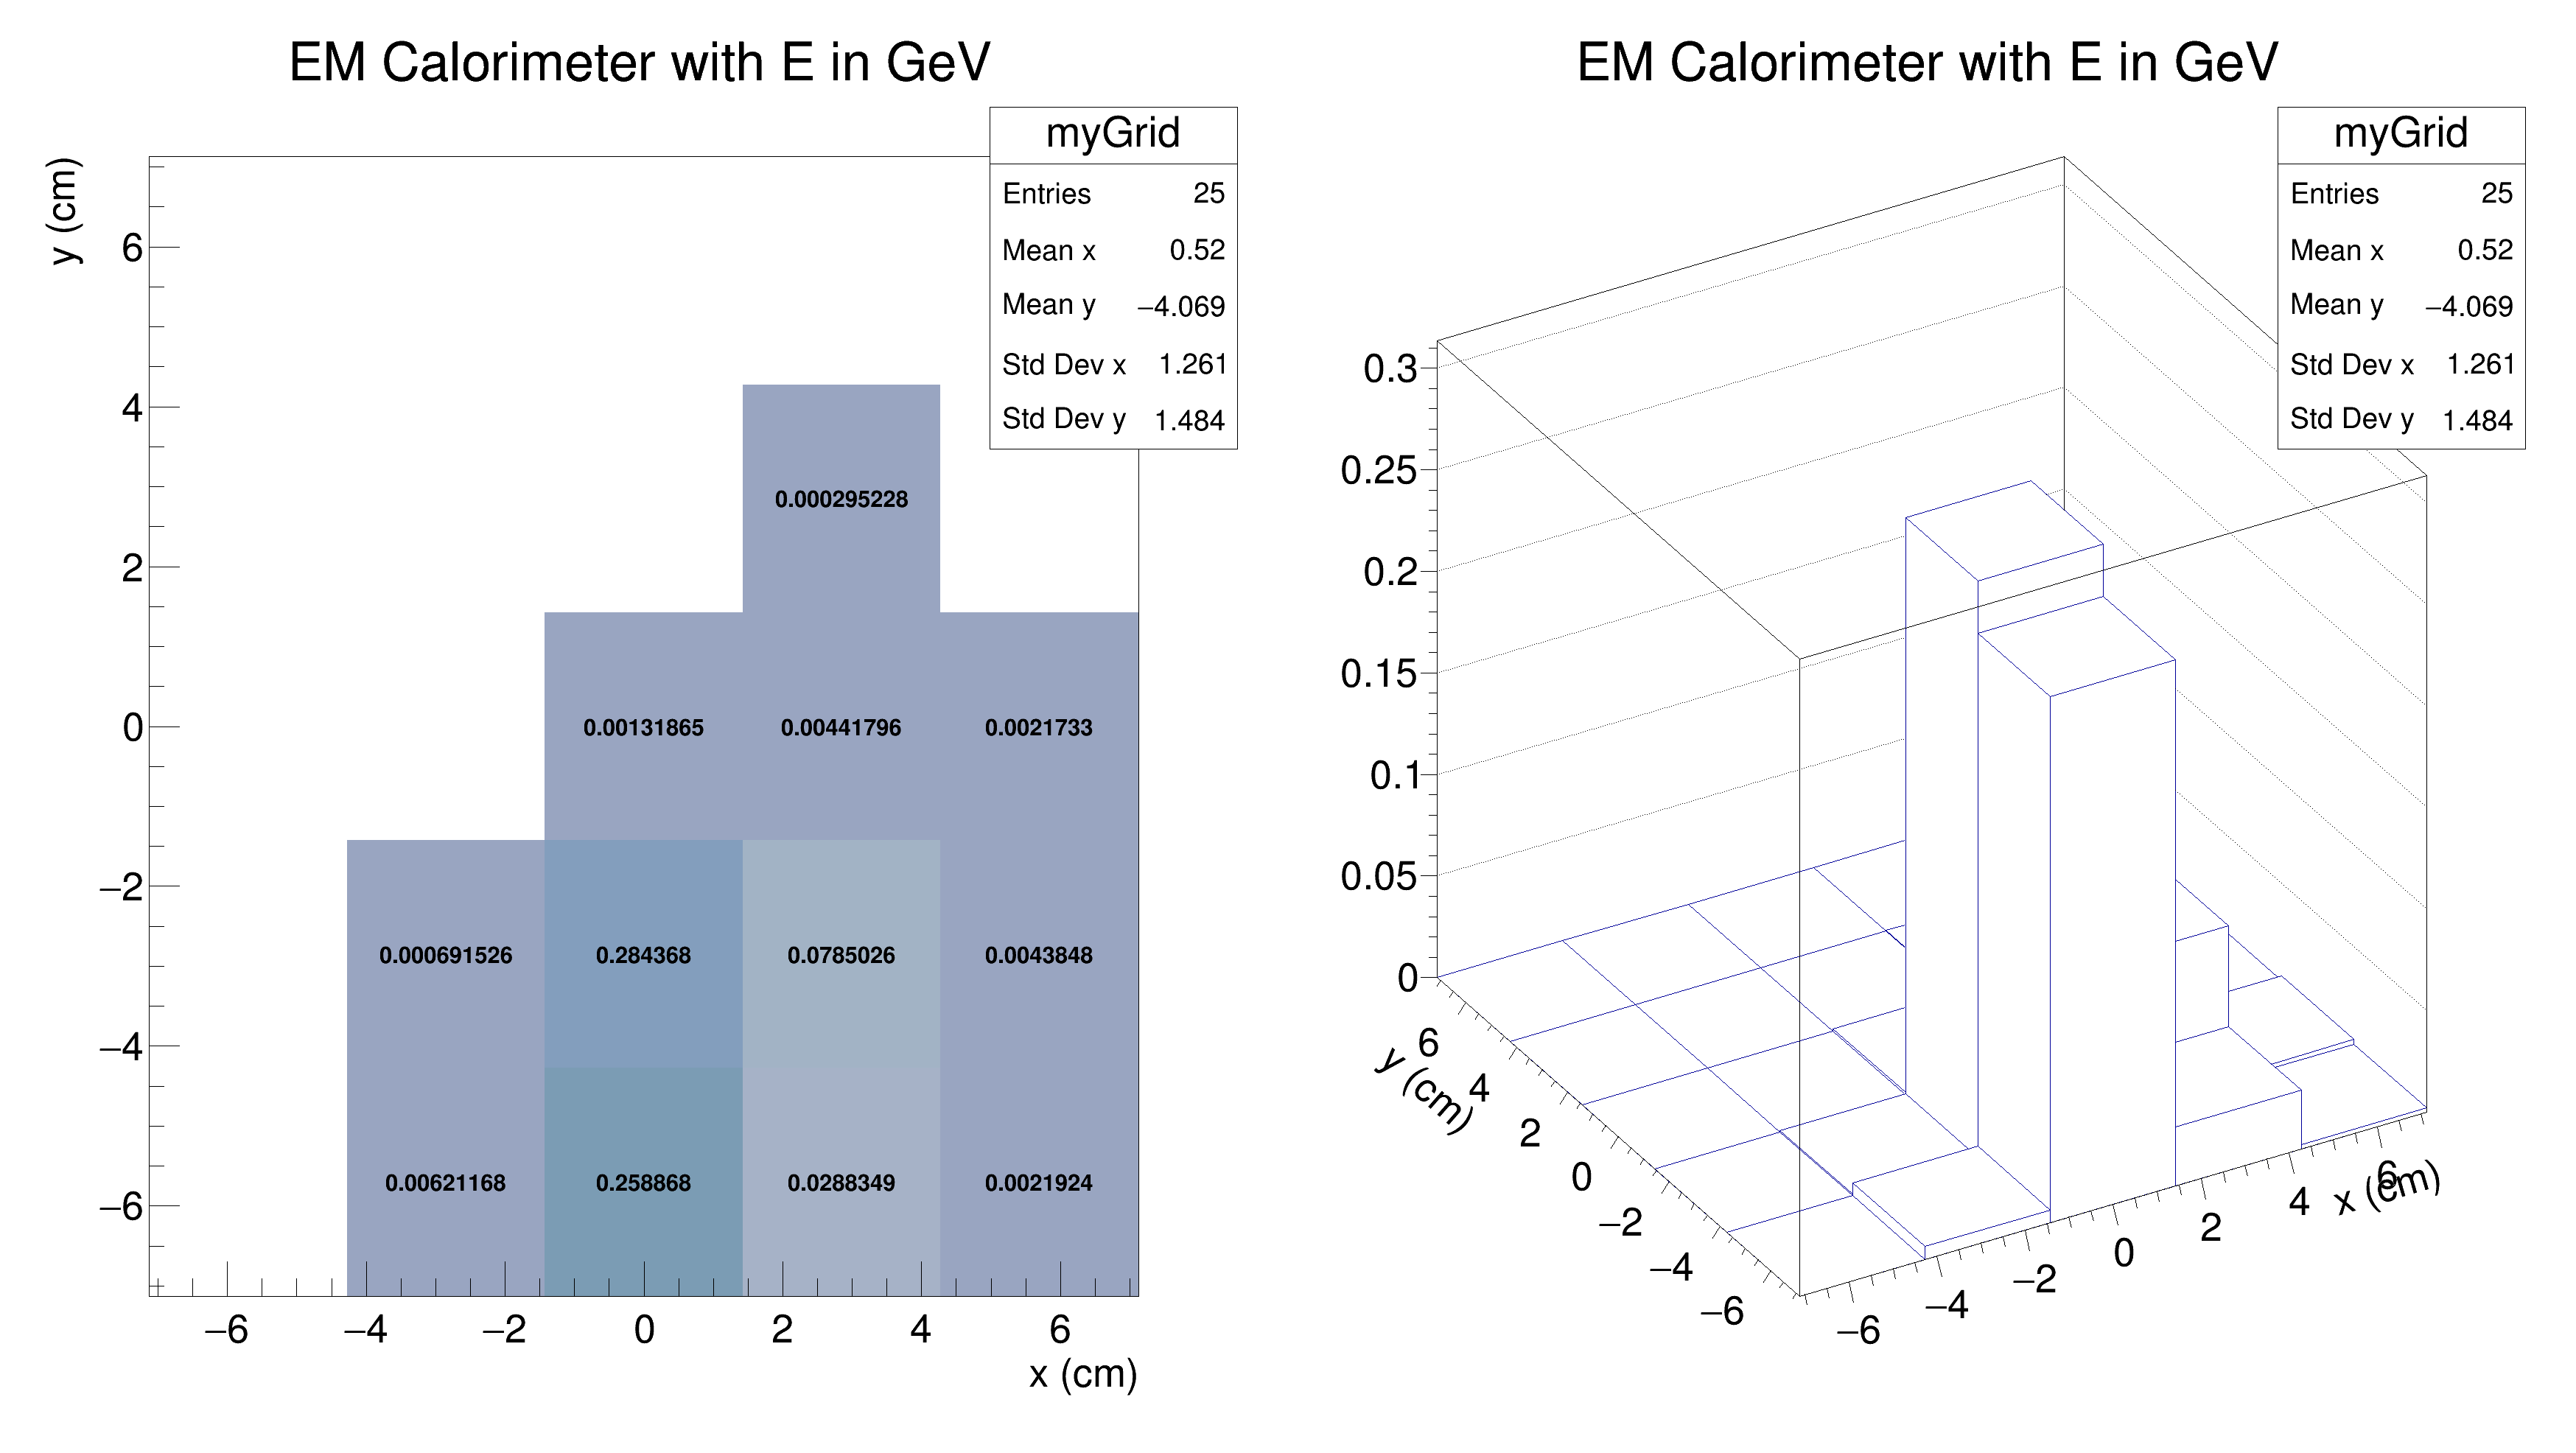 EM Calorimeter with E in GeV
myGrid
Entries 25
Mean x 0.52
Mean y −4.069
Std Dev x 1.261
Std Dev y 1.484
y (cm)
6
4
2
0
−2
−4
−6
0.000295228
0.00131865 0.00441796 0.0021733
0.000691526 0.284368 0.0785026 0.0043848
0.00621168 0.258868 0.0288349 0.0021924
−6 −4 −2 0 2 4 6
x (cm)
EM Calorimeter with E in GeV
myGrid
Entries 25
Mean x 0.52
Mean y −4.069
Std Dev x 1.261
Std Dev y 1.484
0.3
0.25
0.2
0.15
0.1
0.05
0
6
4
2
0
−2
−4
−6
y (cm)
−6
−4
−2
0
2
4
6
x (cm)